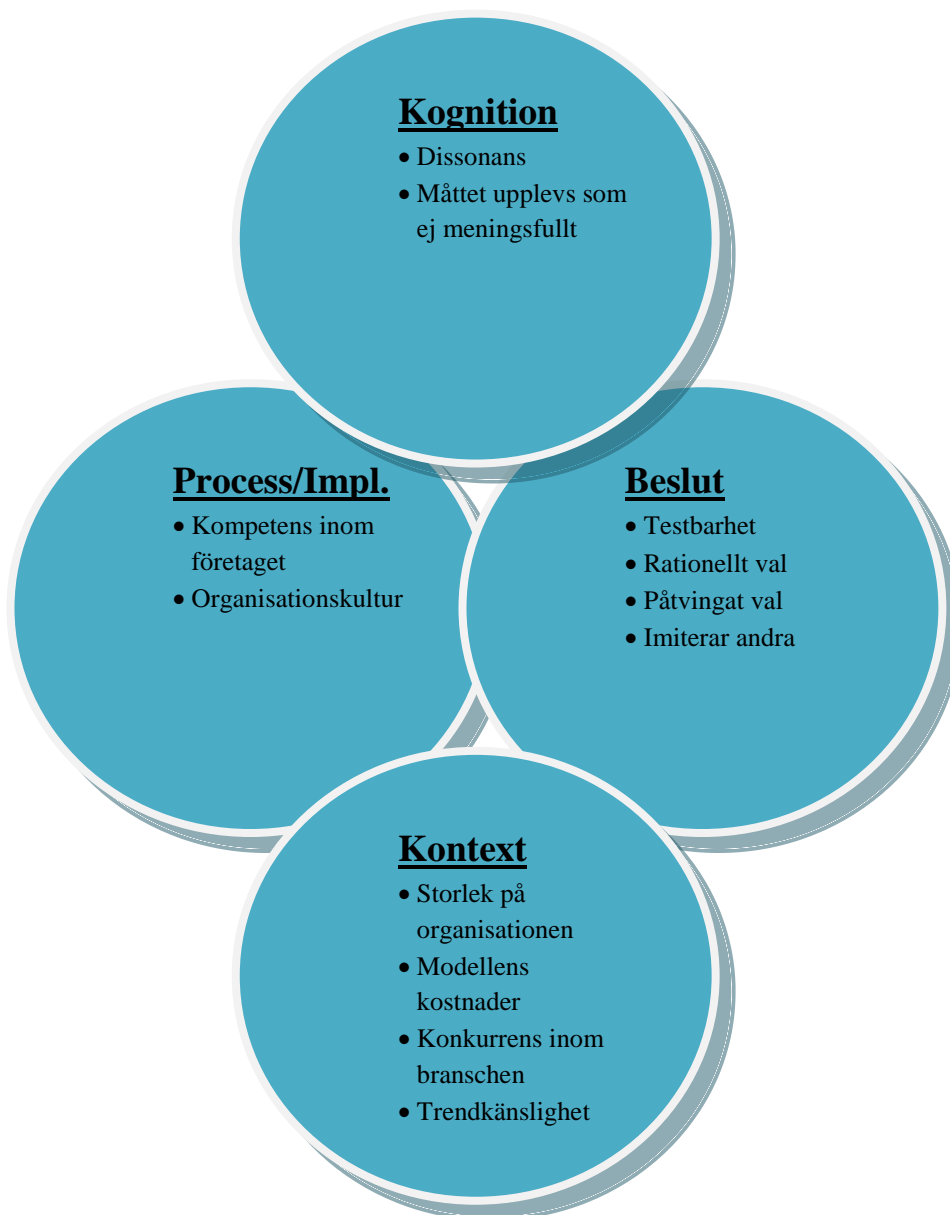 Kognition
• Dissonans
• Måttet upplevs som
ej meningsfullt
Process/Impl.
• Kompetens inom
företaget
• Organisationskultur
Beslut
• Testbarhet
• Rationellt val
• Påtvingat val
• Imiterar andra
Kontext
• Storlek på
organisationen
• Modellens
kostnader
• Konkurrens inom
branschen
• Trendkänslighet